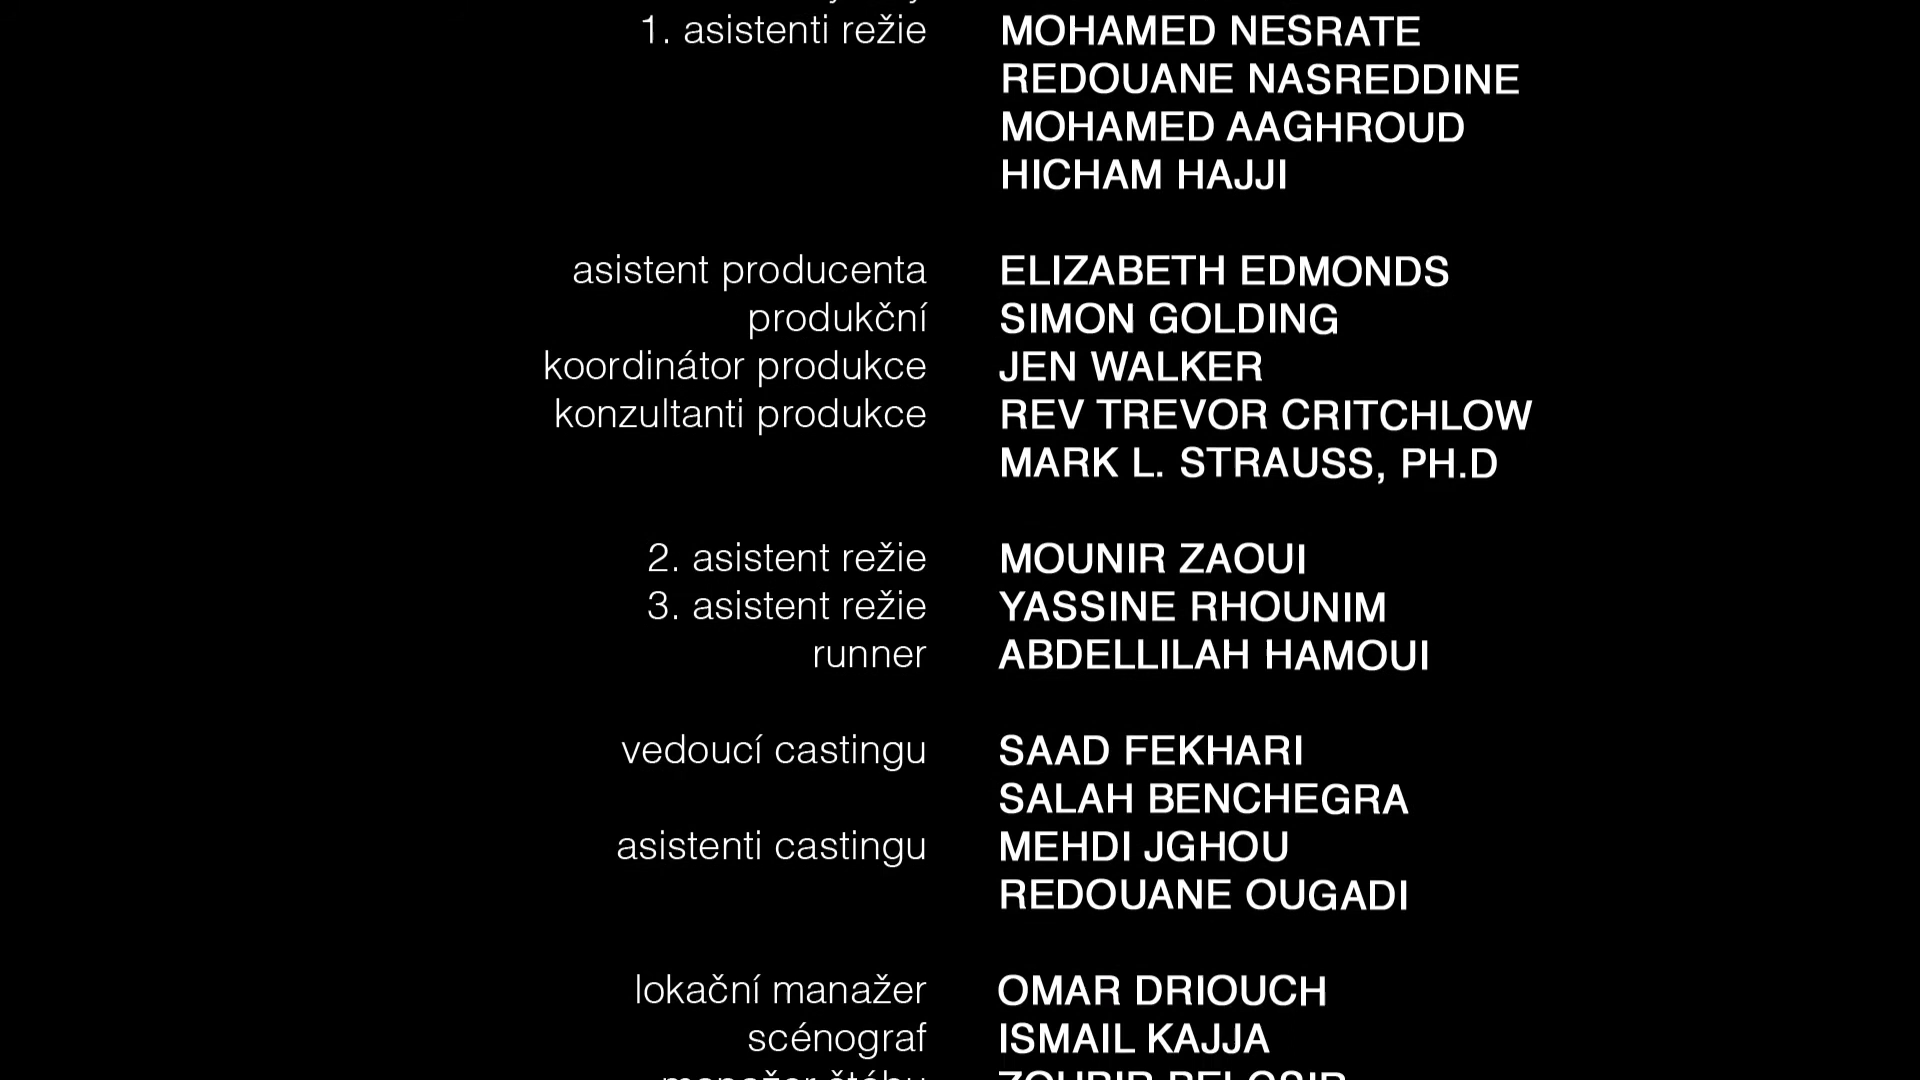 1. asistenti režie MOHAMED NESRATE
REDOUANE NASREDDINE
MOHAMED AAGHROUD
HICHAM HAJJI
asistent producenta ELIZABETH EDMONDS
produkční SIMON GOLDING
koordinátor produkce JEN WALKER
konzultanti produkce REV TREVOR CRITCHLOW
MARK L. STRAUSS, PH.D
2. asistent režie MOUNIR ZAOUI
3. asistent režie YASSINE RHOUNIM
runner ABDELLILAH HAMOUI
vedoucí castingu SAAD FEKHARI
SALAH BENCHEGRA
asistenti castingu MEHDI JGHOU
REDOUANE OUGADI
lokační manažer OMAR DRIOUCH
scénograf ISMAIL KAJJA